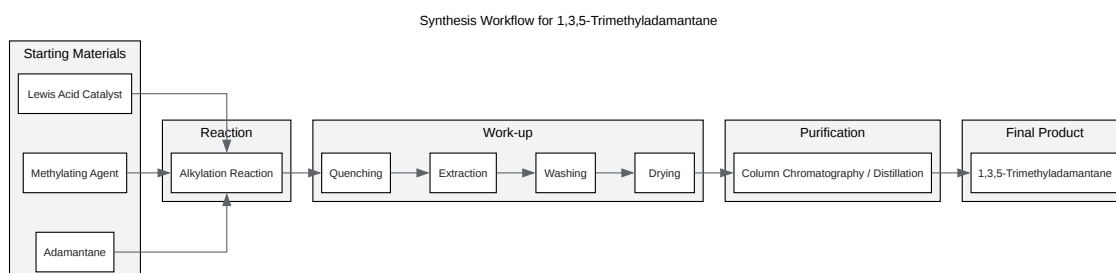 Synthesis Workflow for 1,3,5-Trimethyladamantane
Starting Materials
Lewis Acid Catalyst
Methylating Agent
Adamantane
Reaction
Alkylation Reaction
Work-up
Quenching
Extraction
Washing
Drying
Purification
Column Chromatography / Distillation
Final Product
1,3,5-Trimethyladamantane